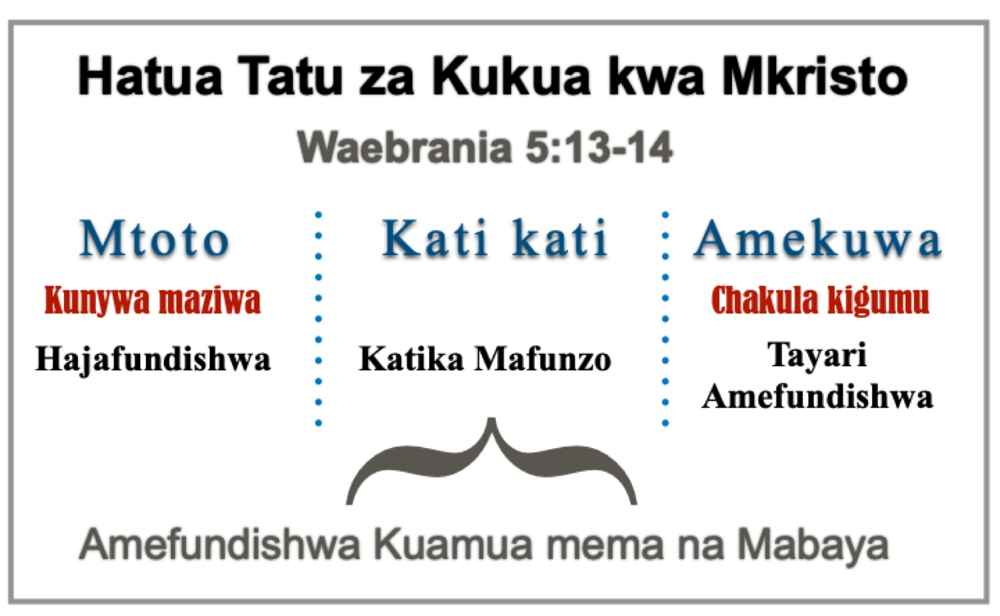 Hatua Tatu za Kukua kwa Mkristo
Waebrania 5:13-14
Mtoto
Kunywa maziwa
Hajafundishwa
Kati kati
Katika Mafunzo
Amekuwa
Chakula kigumu
Tayari
Amefundishwa
Amefundishwa Kuamua mema na Mabaya